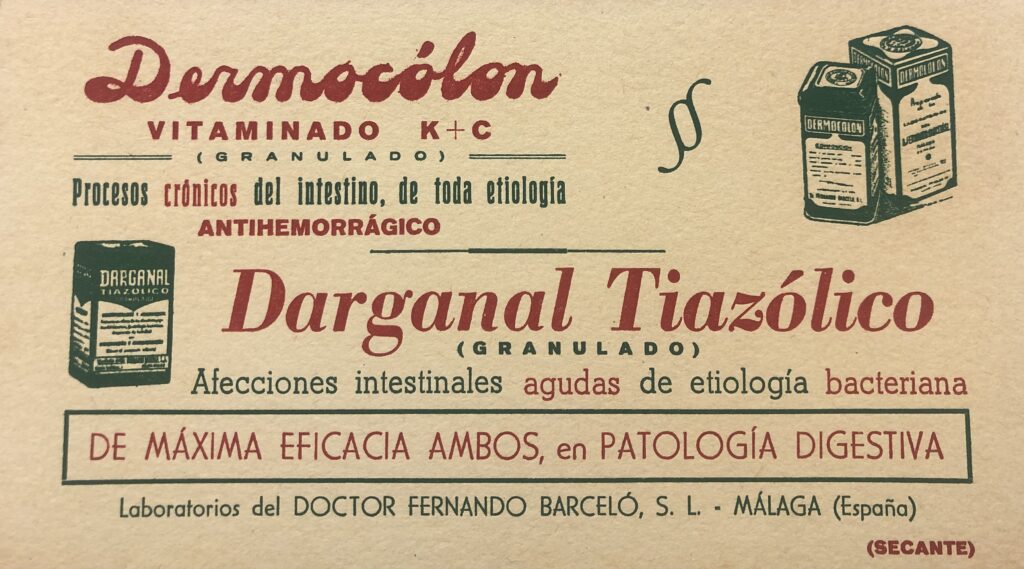 Dermocólon
VITAMINADO K+C
(GRANULADO)
Procesos crónicos del intestino, de toda etiología
ANTIHEMORRÁGICO
DERMOCOLON
DERMOCOLON
DARGANAL
TIAZÓLICO
Darganal Tiazólico
(GRANULADO)
Afecciones intestinales agudas de etiología bacteriana
DE MÁXIMA EFICACIA AMBOS, en PATOLOGÍA DIGESTIVA
Laboratorios del DOCTOR FERNANDO BARCELÓ, S. L. - MÁLAGA (España)
(SECANTE)